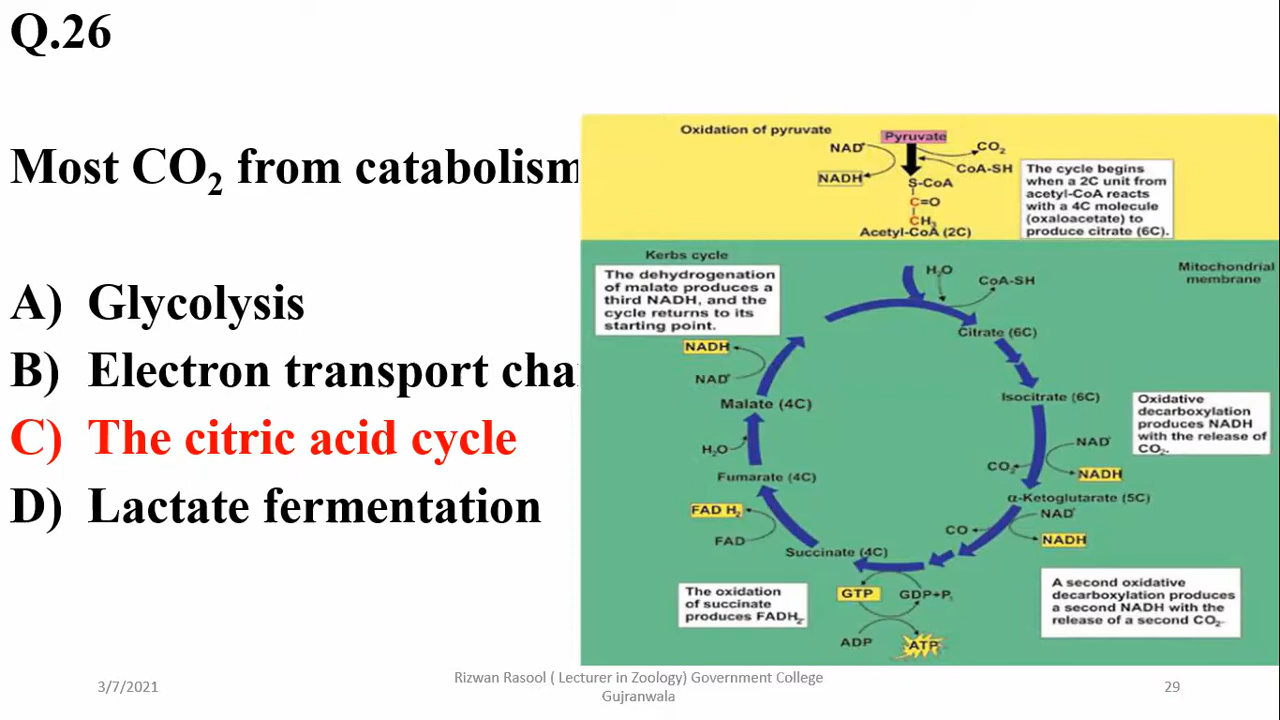 Q.26
Most CO₂ from catabolism
A) Glycolysis
B) Electron transport
C) The citric acid cycle
D) Lactate fermentation
Oxidation of pyruvate
Pyruvate
NAD⁺
CO₂
CoA-SH
NADH
S-CoA
C=O
CH₃
Acetyl-CoA (2C)
The cycle begins
when a 2C unit from
acetyl-CoA reacts
with a 4C molecule
(oxaloacetate) to
produce citrate (6C).
Kerbs cycle
Mitochondrial
membrane
The dehydrogenation
of malate produces a
third NADH, and the
cycle returns to its
starting point.
H₂O
CoA-SH
Citrate (6C)
NADH
NAD⁺
Malate (4C)
Isocitrate (6C)
Oxidative
decarboxylation
produces NADH
with the release of
CO₂.
NAD⁺
CO₂
NADH
H₂O
Fumarate (4C)
α-Ketoglutarate (5C)
NAD⁺
FAD H₂
CO
NADH
FAD
Succinate (4C)
The oxidation
of succinate
produces FADH₂
GTP
GDP+Pᵢ
ADP
ATP
A second oxidative
decarboxylation produces
a second NADH with the
release of a second CO₂
3/7/2021
Rizwan Rasool ( Lecturer in Zoology) Government College
Gujranwala
29